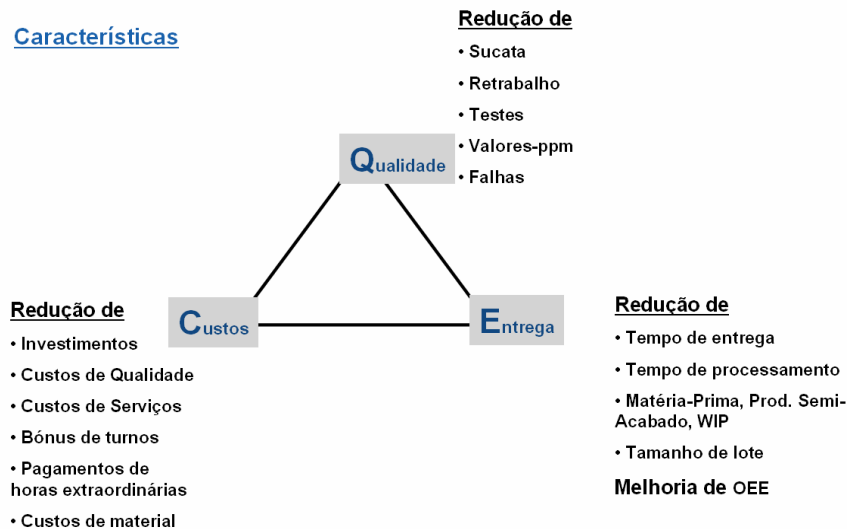 Características
Redução de
• Sucata
• Retrabalho
• Testes
• Valores-ppm
• Falhas
Qualidade
Custos
Entrega
Redução de
• Investimentos
• Custos de Qualidade
• Custos de Serviços
• Bónus de turnos
• Pagamentos de
horas extraordinárias
• Custos de material
Redução de
• Tempo de entrega
• Tempo de processamento
• Matéria-Prima, Prod. Semi-
Acabado, WIP
• Tamanho de lote
Melhoria de OEE